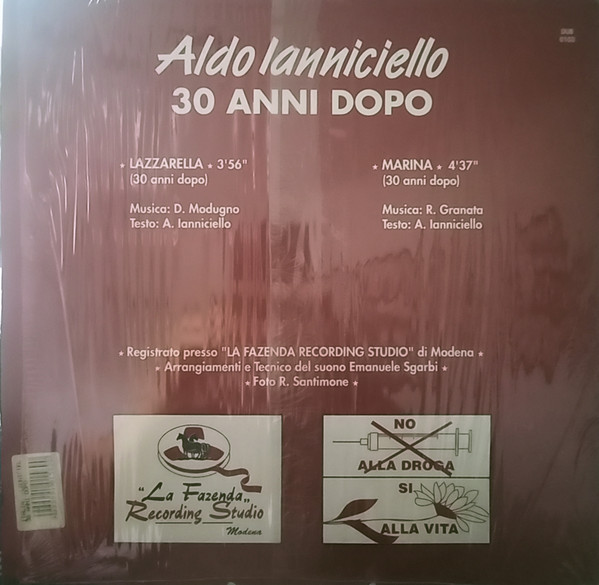 Aldo Ianniciello
30 ANNI DOPO
★ LAZZARELLA ★ 3'56"
(30 anni dopo)
Musica: D. Modugno
Testo: A. Ianniciello
★ MARINA ★ 4'37"
(30 anni dopo)
Musica: R. Granata
Testo: A. Ianniciello
★ Registrato presso "LA FAZENDA RECORDING STUDIO" di Modena ★
★ Arrangiamenti e Tecnico del suono Emanuele Sgarbi ★
★ Foto R. Santimone ★
"La Fazenda„
Recording Studio
Modena
NO
ALLA DROGA
SI
ALLA VITA